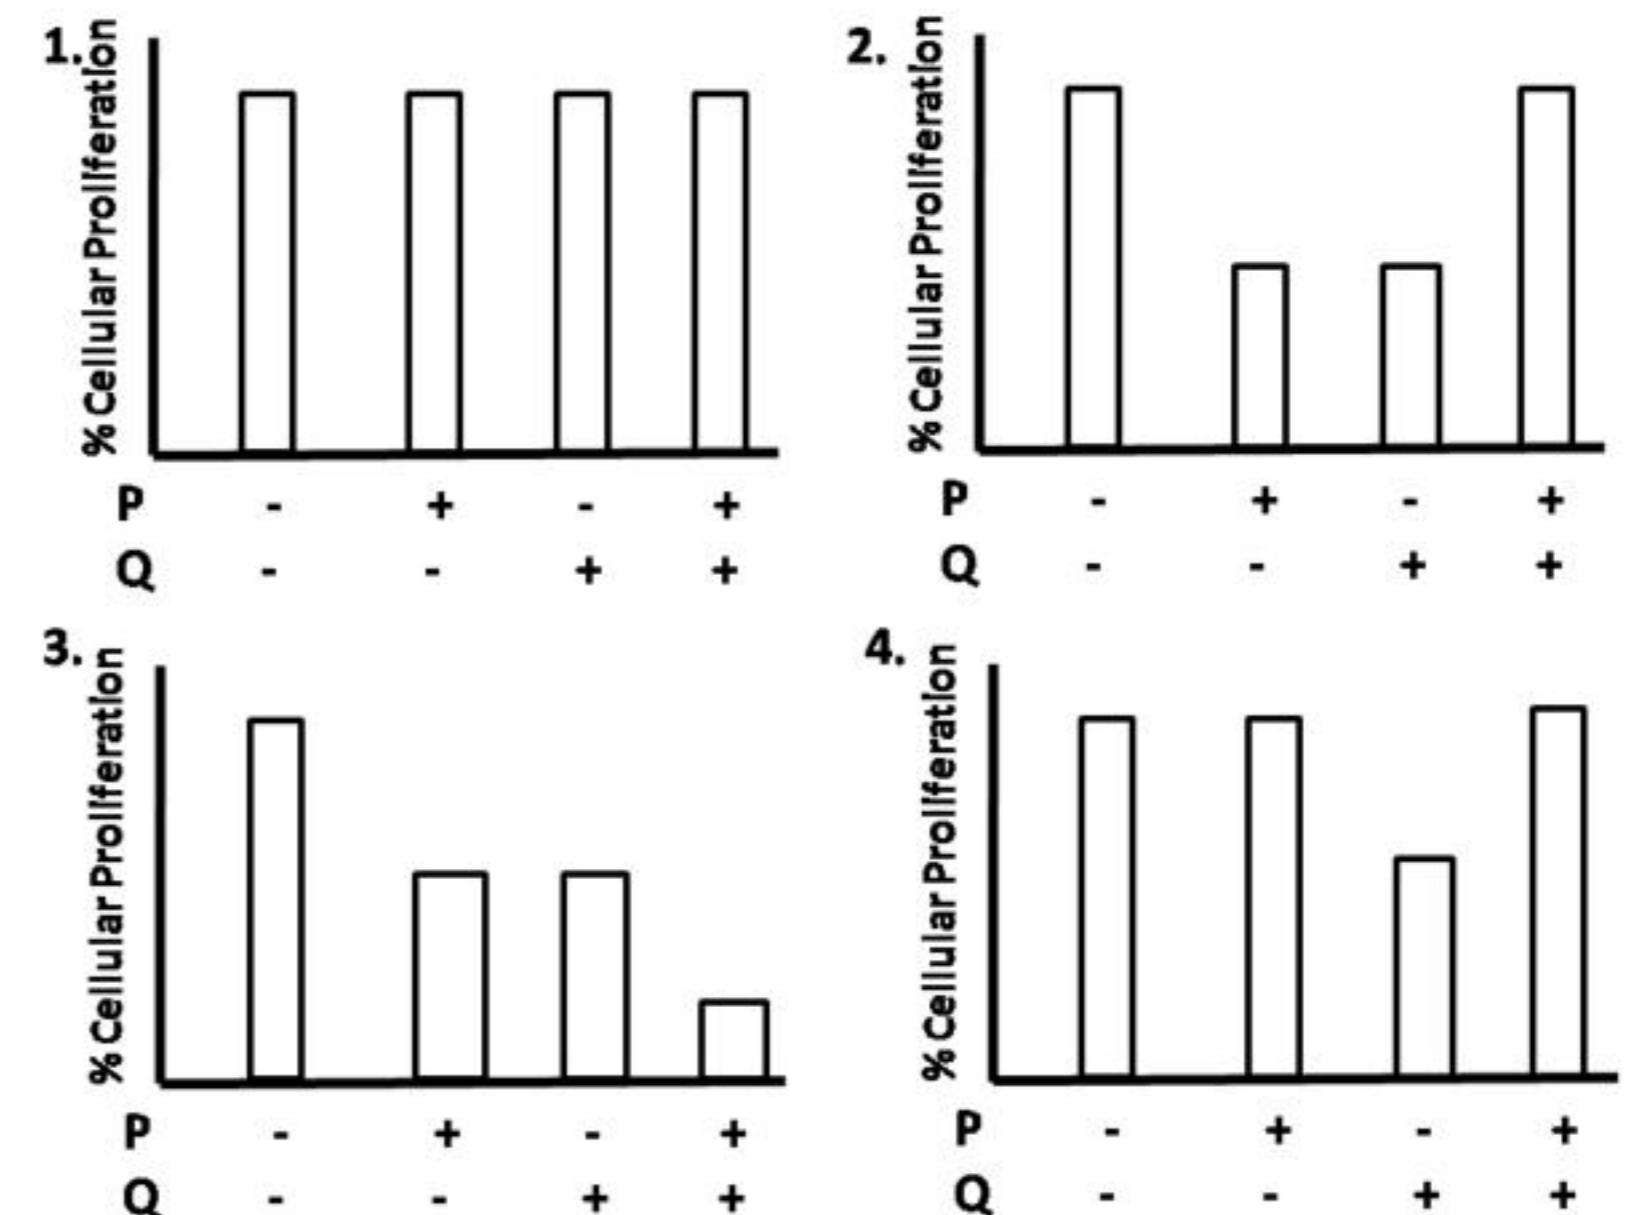 1.
% Cellular Proliferation
P - + - +
Q - - + +
2.
% Cellular Proliferation
P - + - +
Q - - + +
3.
% Cellular Proliferation
P - + - +
Q - - + +
4.
% Cellular Proliferation
P - + - +
Q - - + +